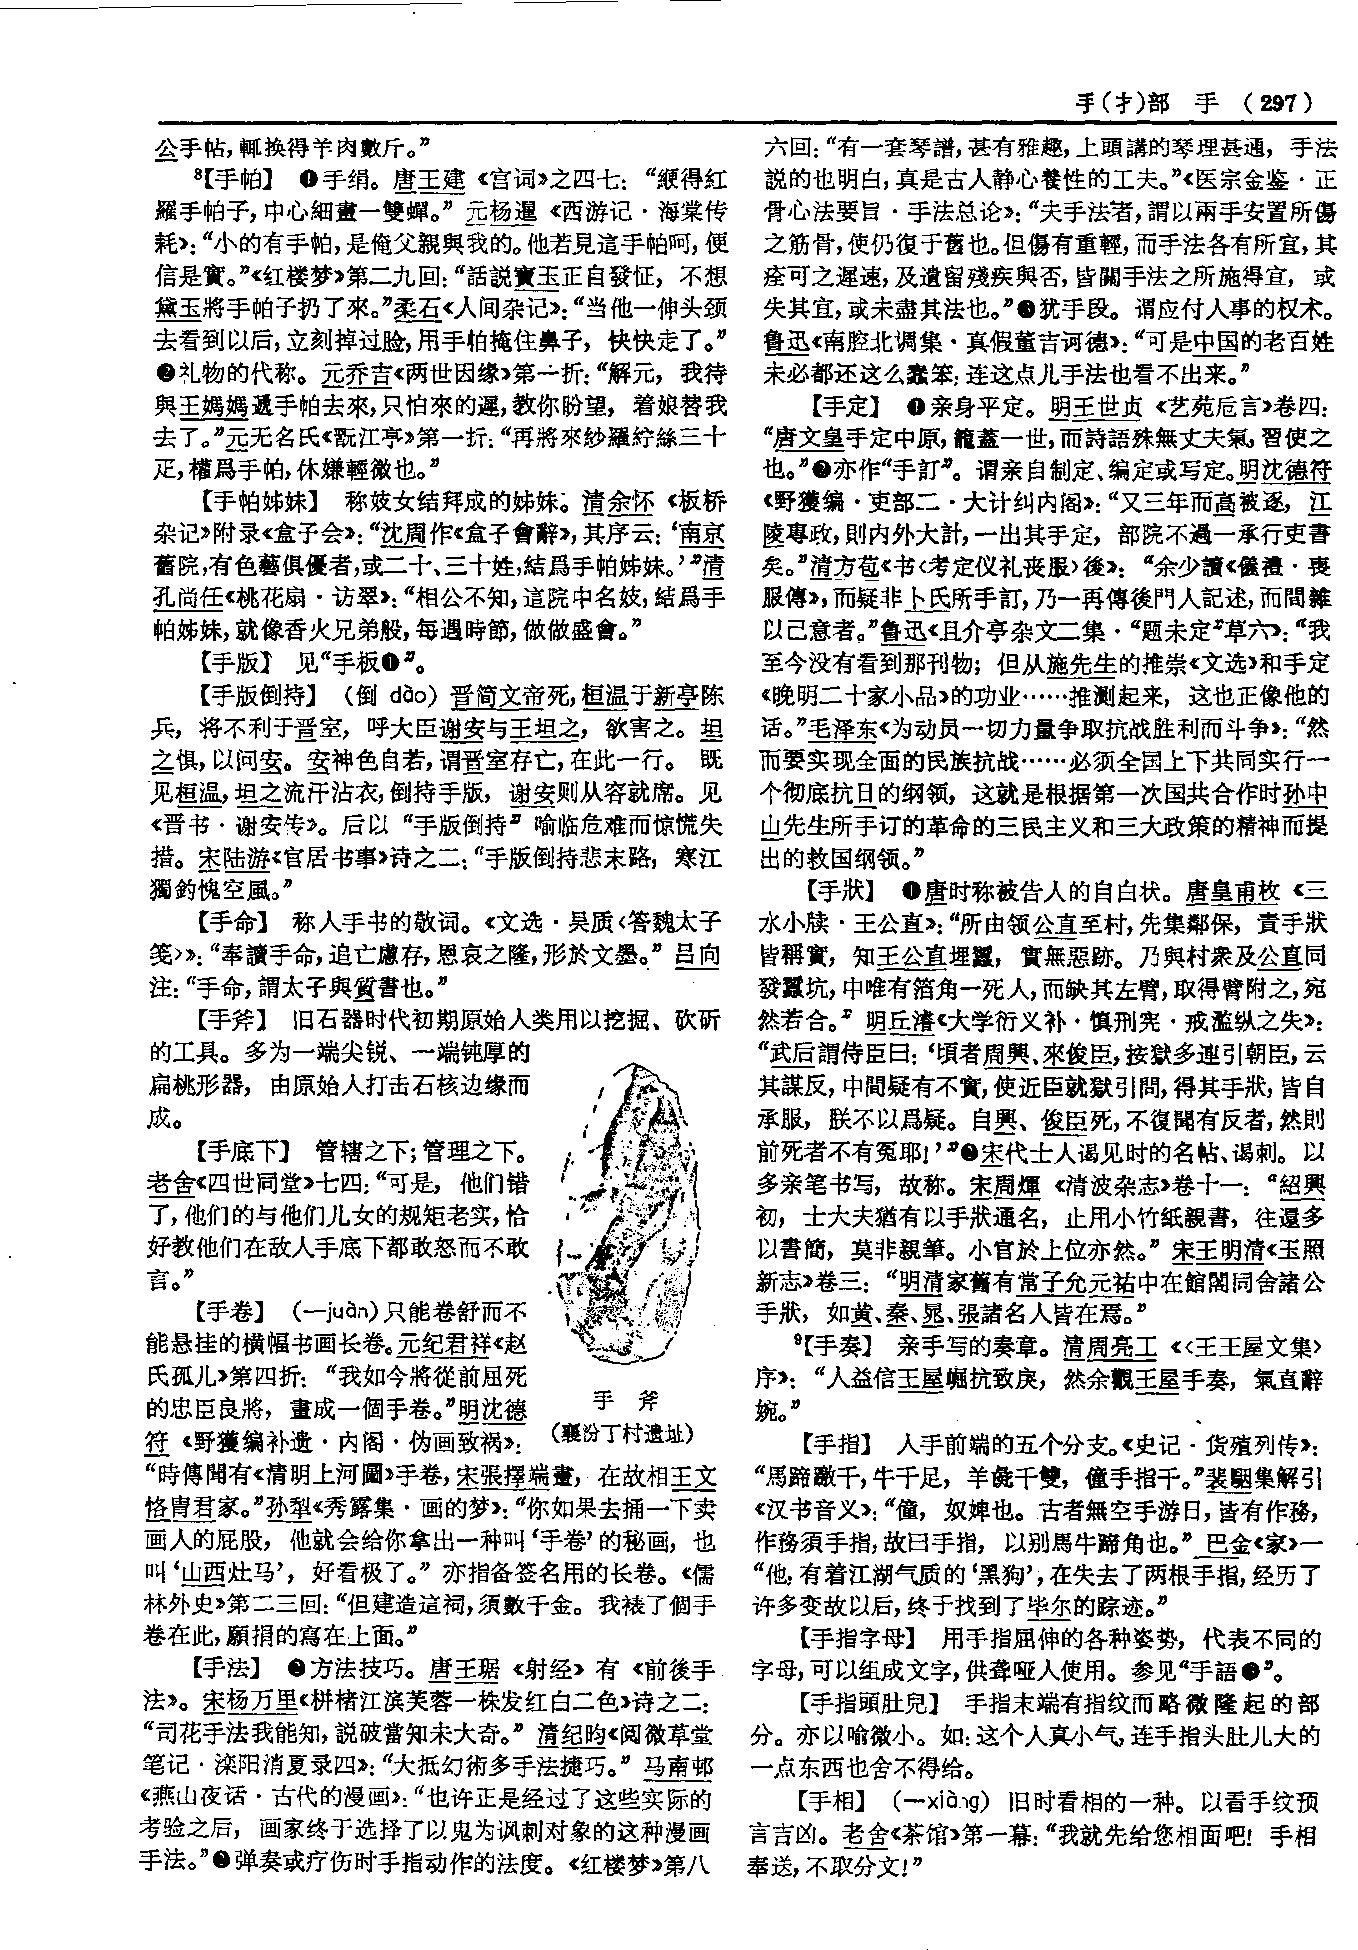 手(扌)部　手　(297)
公手帖，輒换得羊肉數斤。”
⁸【手帕】　❶手绢。唐王建《宫词》之四七：“緶得紅
羅手帕子，中心細畫一雙蟬。”元杨暹《西游记·海棠传
耗》：“小的有手帕，是俺父親與我的。他若見這手帕呵，便
信是實。”《红楼梦》第二九回：“話説寶玉正自發怔，不想
黛玉將手帕子扔了來。”柔石《人间杂记》：“当他一伸头颈
去看到以后，立刻掉过脸，用手帕掩住鼻子，快快走了。”
❷礼物的代称。元乔吉《两世因缘》第一折：“解元，我待
與王媽媽遞手帕去來，只怕來的遲，教你盼望，着娘替我
去了。”元无名氏《翫江亭》第一折：“再將來紗羅紵絲三十
疋，權爲手帕，休嫌輕微也。”
【手帕姊妹】　称妓女结拜成的姊妹。清余怀《板桥
杂记》附录《盒子会》：“沈周作《盒子會辭》，其序云：‘南京
舊院，有色藝俱優者，或二十、三十姓，結爲手帕姊妹。’”清
孔尚任《桃花扇·访翠》：“相公不知，這院中名妓，結爲手
帕姊妹，就像香火兄弟般，每遇時節，做做盛會。”
【手版】　见“手板❶”。
【手版倒持】　（倒 dào）晋简文帝死，桓温于新亭陈
兵，将不利于晋室，呼大臣谢安与王坦之，欲害之。坦
之惧，以问安。安神色自若，谓晋室存亡，在此一行。既
见桓温，坦之流汗沾衣，倒持手版，谢安则从容就席。见
《晋书·谢安传》。后以“手版倒持”喻临危难而惊慌失
措。宋陆游《官居书事》诗之二：“手版倒持悲末路，寒江
獨釣愧空風。”
【手命】　称人手书的敬词。《文选·吴质〈答魏太子
笺〉》：“奉讀手命，追亡慮存，恩哀之隆，形於文墨。”吕向
注：“手命，謂太子與質書也。”
【手斧】　旧石器时代初期原始人类用以挖掘、砍斫
的工具。多为一端尖锐、一端钝厚的
扁桃形器，由原始人打击石核边缘而
成。
【手底下】　管辖之下；管理之下。
老舍《四世同堂》七四：“可是，他们错
了，他们的与他们儿女的规矩老实，恰
好教他们在敌人手底下都敢怒而不敢
言。”
【手卷】　（—juàn）只能卷舒而不
能悬挂的横幅书画长卷。元纪君祥《赵
氏孤儿》第四折：“我如今將從前屈死
的忠臣良將，畫成一個手卷。”明沈德
符《野獲编补遗·内阁·伪画致祸》：
手　斧
（襄汾丁村遗址）
“時傳聞有《清明上河圖》手卷，宋張擇端畫，在故相王文
恪胄君家。”孙犁《秀露集·画的梦》：“你如果去捅一下卖
画人的屁股，他就会给你拿出一种叫‘手卷’的秘画，也
叫‘山西灶马’，好看极了。”亦指备签名用的长卷。《儒
林外史》第二三回：“但建造這祠，須數千金。我裱了個手
卷在此，願捐的寫在上面。”
【手法】　❶方法技巧。唐王琚《射经》有《前後手
法》。宋杨万里《栟楮江滨芙蓉一株发红白二色》诗之二：
“司花手法我能知，説破當知未大奇。”清纪昀《阅微草堂
笔记·滦阳消夏录四》：“大抵幻術多手法捷巧。”马南邨
《燕山夜话·古代的漫画》：“也许正是经过了这些实际的
考验之后，画家终于选择了以鬼为讽刺对象的这种漫画
手法。”❷弹奏或疗伤时手指动作的法度。《红楼梦》第八
六回：“有一套琴譜，甚有雅趣，上頭講的琴理甚通，手法
説的也明白，真是古人静心養性的工夫。”《医宗金鉴·正
骨心法要旨·手法总论》：“夫手法者，謂以兩手安置所傷
之筋骨，使仍復于舊也。但傷有重輕，而手法各有所宜，其
痊可之遲速，及遺留殘疾與否，皆關手法之所施得宜，或
失其宜，或未盡其法也。”❸犹手段。谓应付人事的权术。
鲁迅《南腔北调集·真假董吉诃德》：“可是中国的老百姓
未必都还这么蠢笨，连这点儿手法也看不出来。”
【手定】　❶亲身平定。明王世贞《艺苑卮言》卷四：
“唐文皇手定中原，籠蓋一世，而詩語殊無丈夫氣，習使之
也。”❷亦作“手訂”。谓亲自制定、编定或写定。明沈德符
《野獲编·吏部二·大计纠内阁》：“又三年而高被逐，江
陵專政，則内外大計，一出其手定，部院不過一承行吏書
矣。”清方苞《书〈考定仪礼丧服〉後》：“余少讀《儀禮·喪
服傳》，而疑非卜氏所手訂，乃一再傳後門人記述，而間雜
以己意者。”鲁迅《且介亭杂文二集·“题未定”草六》：“我
至今没有看到那刊物；但从施先生的推崇《文选》和手定
《晚明二十家小品》的功业……推测起来，这也正像他的
话。”毛泽东《为动员一切力量争取抗战胜利而斗争》：“然
而要实现全面的民族抗战……必须全国上下共同实行一
个彻底抗日的纲领，这就是根据第一次国共合作时孙中
山先生所手订的革命的三民主义和三大政策的精神而提
出的救国纲领。”
【手狀】　❶唐时称被告人的自白状。唐皇甫枚《三
水小牍·王公直》：“所由领公直至村，先集鄰保，責手狀
皆稱實，知王公直埋蠶，實無惡跡。乃與村衆及公直同
發蠶坑，中唯有箔角一死人，而缺其左臂，取得臂附之，宛
然若合。”明丘濬《大学衍义补·慎刑宪·戒滥纵之失》：
“武后謂侍臣曰：‘頃者周興、來俊臣，按獄多連引朝臣，云
其謀反，中間疑有不實，使近臣就獄引問，得其手狀，皆自
承服，朕不以爲疑。自興、俊臣死，不復聞有反者，然則
前死者不有冤耶！’”❷宋代士人谒见时的名帖、谒刺。以
多亲笔书写，故称。宋周煇《清波杂志》卷十一：“紹興
初，士大夫猶有以手狀通名，止用小竹紙親書，往還多
以書簡，莫非親筆。小官於上位亦然。”宋王明清《玉照
新志》卷三：“明清家舊有常子允元祐中在館閣同舍諸公
手狀，如黄、秦、晁、張諸名人皆在焉。”
⁹【手奏】　亲手写的奏章。清周亮工《〈王王屋文集〉
序》：“人益信王屋崛抗致戾，然余觀王屋手奏，氣直辭
婉。”
【手指】　人手前端的五个分支。《史记·货殖列传》：
“馬蹄躈千，牛千足，羊彘千雙，僮手指千。”裴駰集解引
《汉书音义》：“僮，奴婢也。古者無空手游日，皆有作務，
作務須手指，故曰手指，以别馬牛蹄角也。”巴金《家》一
“他，有着江湖气质的‘黑狗’，在失去了两根手指，经历了
许多变故以后，终于找到了毕尔的踪迹。”
【手指字母】　用手指屈伸的各种姿势，代表不同的
字母，可以组成文字，供聋哑人使用。参见“手語❷”。
【手指頭肚兒】　手指末端有指纹而略微隆起的部
分。亦以喻微小。如：这个人真小气，连手指头肚儿大的
一点东西也舍不得给。
【手相】　（—xiàng）旧时看相的一种。以看手纹预
言吉凶。老舍《茶馆》第一幕：“我就先给您相面吧！手相
奉送，不取分文！”